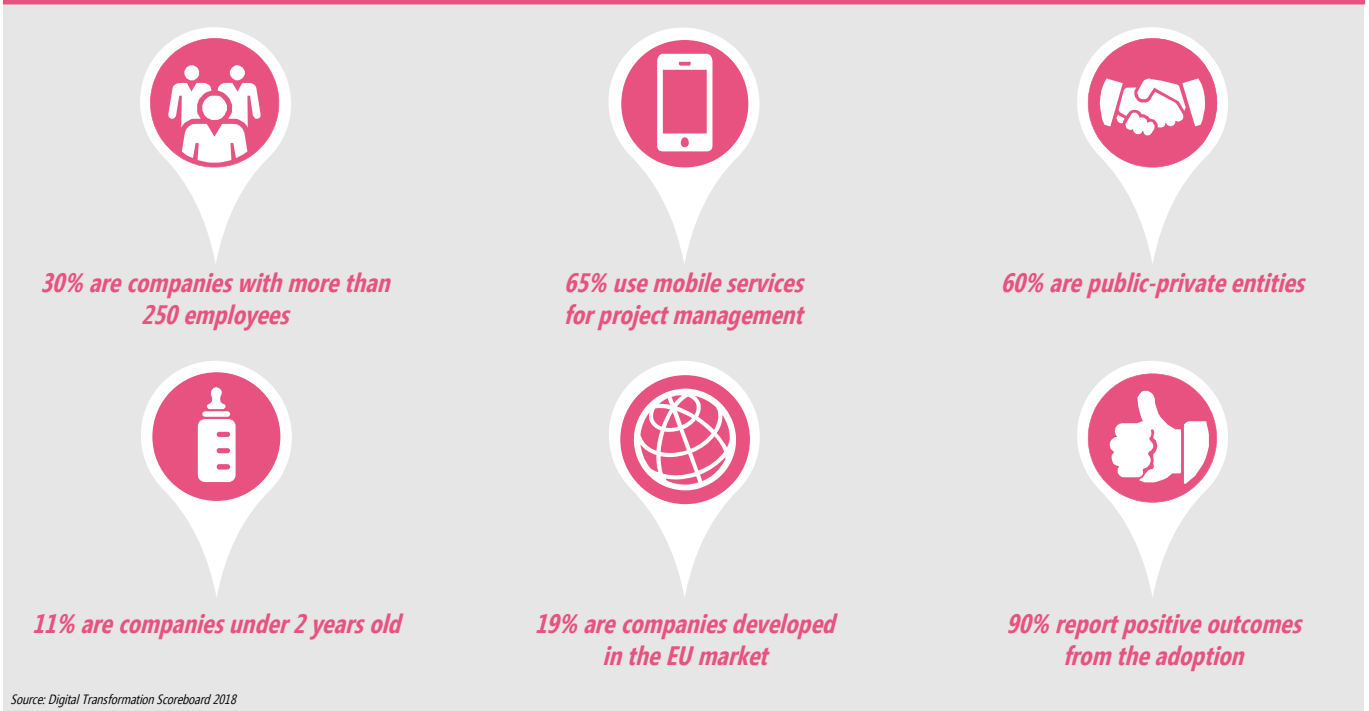 30% are companies with more than
250 employees
65% use mobile services
for project management
60% are public-private entities
11% are companies under 2 years old
19% are companies developed
in the EU market
90% report positive outcomes
from the adoption
Source: Digital Transformation Scoreboard 2018